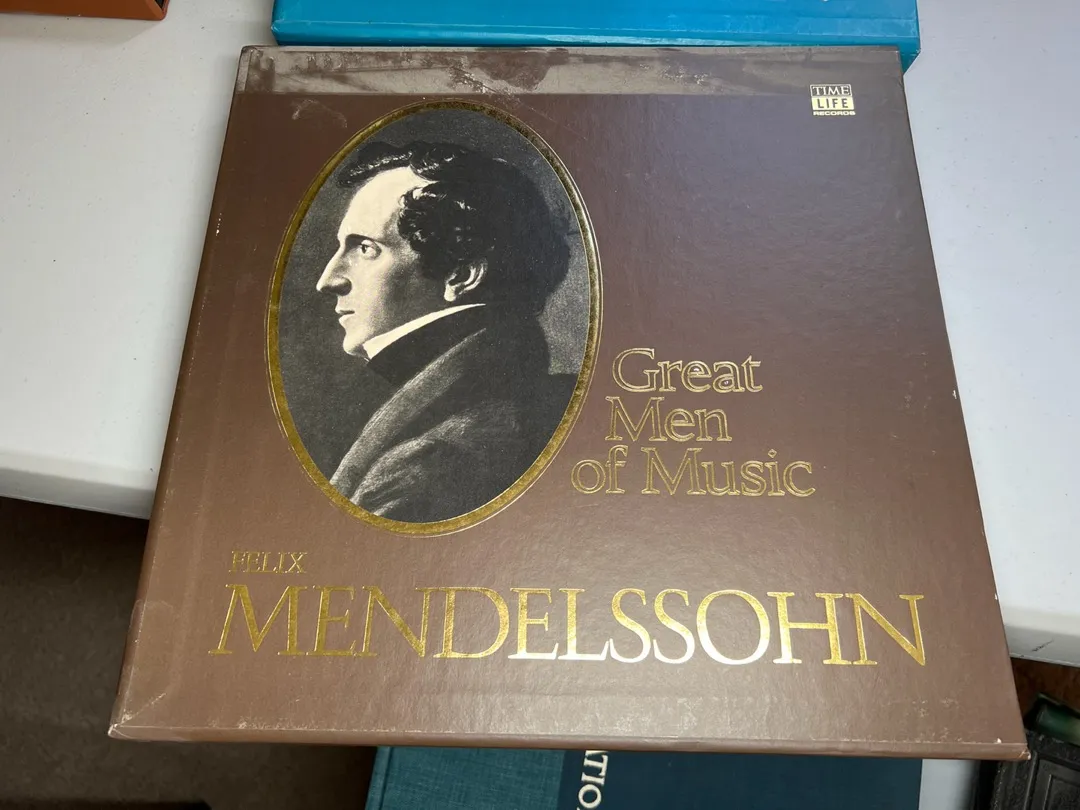 TIME
LIFE
RECORDS
Great
Men
of Music
FELIX
MENDELSSOHN